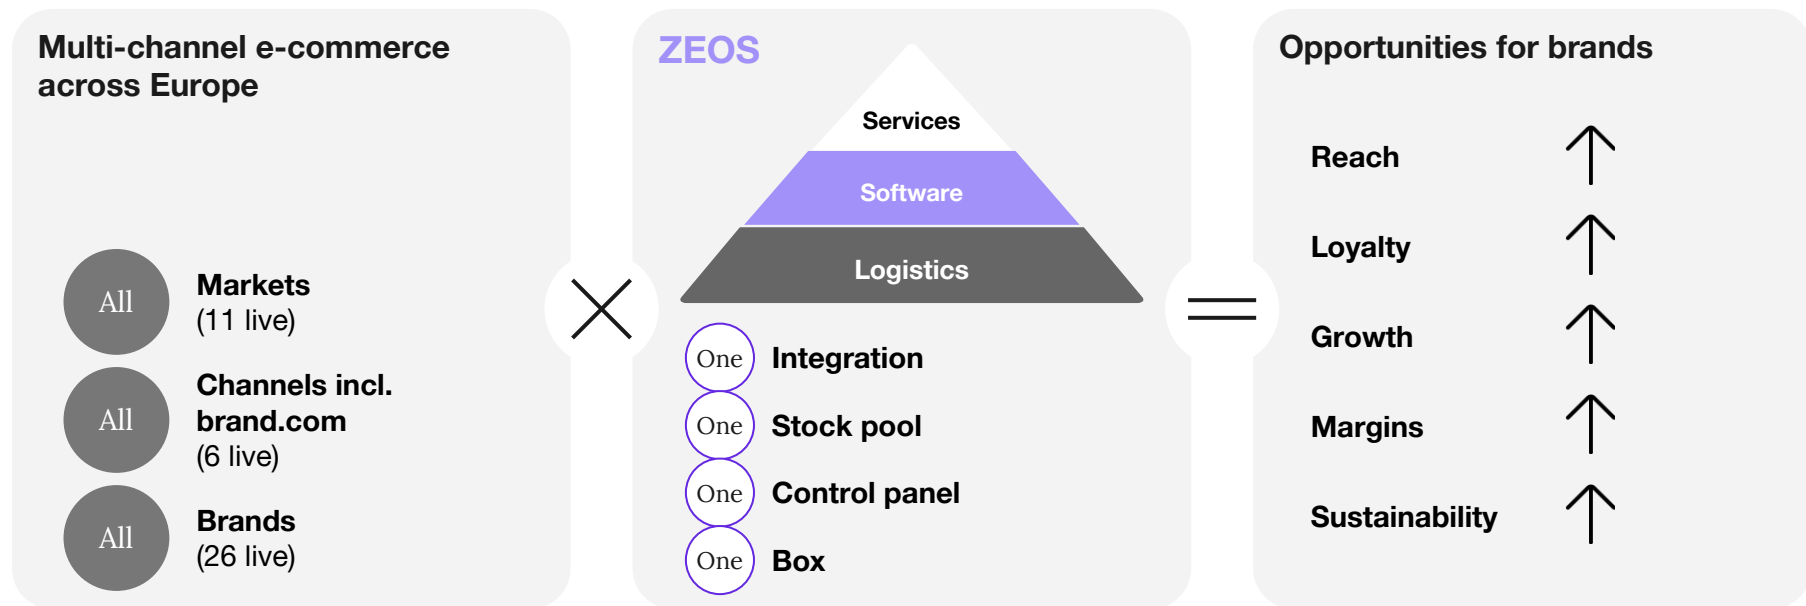 Multi-channel e-commerce
across Europe
All
Markets
(11 live)
All
Channels incl.
brand.com
(6 live)
All
Brands
(26 live)
ZEOS
Services
Software
Logistics
One
Integration
One
Stock pool
One
Control panel
One
Box
Opportunities for brands
Reach
Loyalty
Growth
Margins
Sustainability